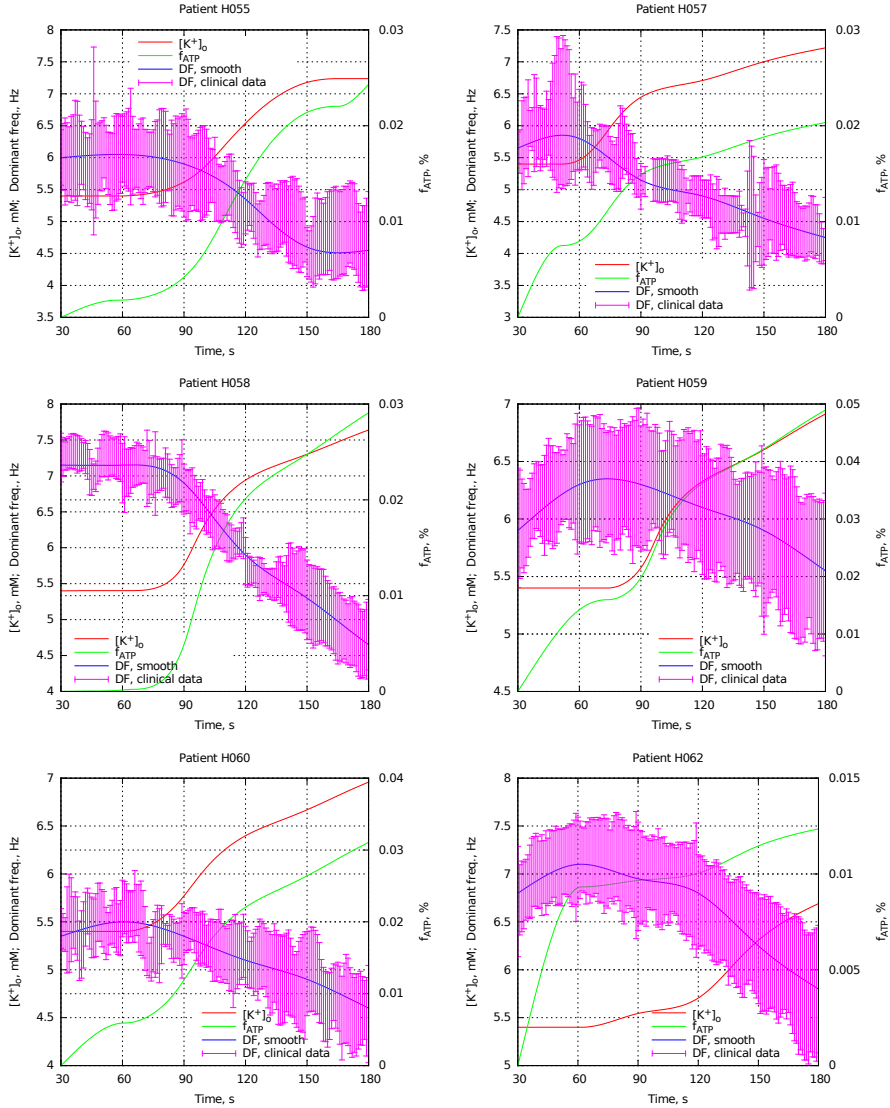 Patient H055
8
7.5
7
6.5
6
5.5
5
4.5
4
3.5
30 60 90 120 150 180
0.03
0.02
0.01
0
[K⁺]ₒ, mM; Dominant freq., Hz
f_ATP, %
Time, s
[K⁺]ₒ
f_ATP
DF, smooth
DF, clinical data
Patient H057
7.5
7
6.5
6
5.5
5
4.5
4
3.5
3
30 60 90 120 150 180
0.03
0.02
0.01
0
[K⁺]ₒ, mM; Dominant freq., Hz
f_ATP, %
Time, s
[K⁺]ₒ
f_ATP
DF, smooth
DF, clinical data
Patient H058
8
7.5
7
6.5
6
5.5
5
4.5
4
30 60 90 120 150 180
0.03
0.02
0.01
0
[K⁺]ₒ, mM; Dominant freq., Hz
f_ATP, %
Time, s
[K⁺]ₒ
f_ATP
DF, smooth
DF, clinical data
Patient H059
7
6.5
6
5.5
5
4.5
30 60 90 120 150 180
0.05
0.04
0.03
0.02
0.01
0
[K⁺]ₒ, mM; Dominant freq., Hz
f_ATP, %
Time, s
[K⁺]ₒ
f_ATP
DF, smooth
DF, clinical data
Patient H060
7
6.5
6
5.5
5
4.5
4
30 60 90 120 150 180
0.04
0.03
0.02
0.01
0
[K⁺]ₒ, mM; Dominant freq., Hz
f_ATP, %
Time, s
[K⁺]ₒ
f_ATP
DF, smooth
DF, clinical data
Patient H062
8
7.5
7
6.5
6
5.5
5
30 60 90 120 150 180
0.015
0.01
0.005
0
[K⁺]ₒ, mM; Dominant freq., Hz
f_ATP, %
Time, s
[K⁺]ₒ
f_ATP
DF, smooth
DF, clinical data